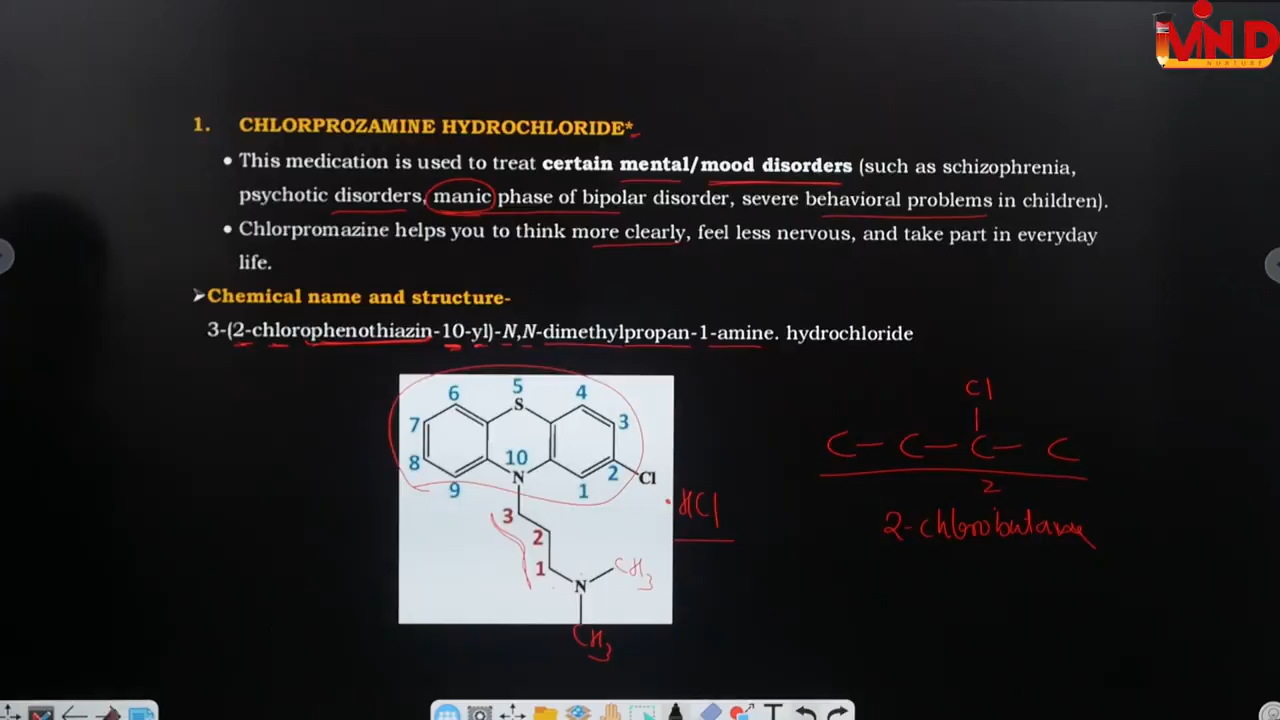 MIND
NURTURE
1. CHLORPROZAMINE HYDROCHLORIDE*
• This medication is used to treat certain mental/mood disorders (such as schizophrenia,
psychotic disorders, manic phase of bipolar disorder, severe behavioral problems in children).
• Chlorpromazine helps you to think more clearly, feel less nervous, and take part in everyday
life.
➤Chemical name and structure-
3-(2-chlorophenothiazin-10-yl)-N,N-dimethylpropan-1-amine. hydrochloride
6 5 4
S
7 3
8 10 2
N Cl
9 1
3
2
1
N CH3
CH3
.HCl
Cl
C - C - C - C
2
2-chlorobutane
T